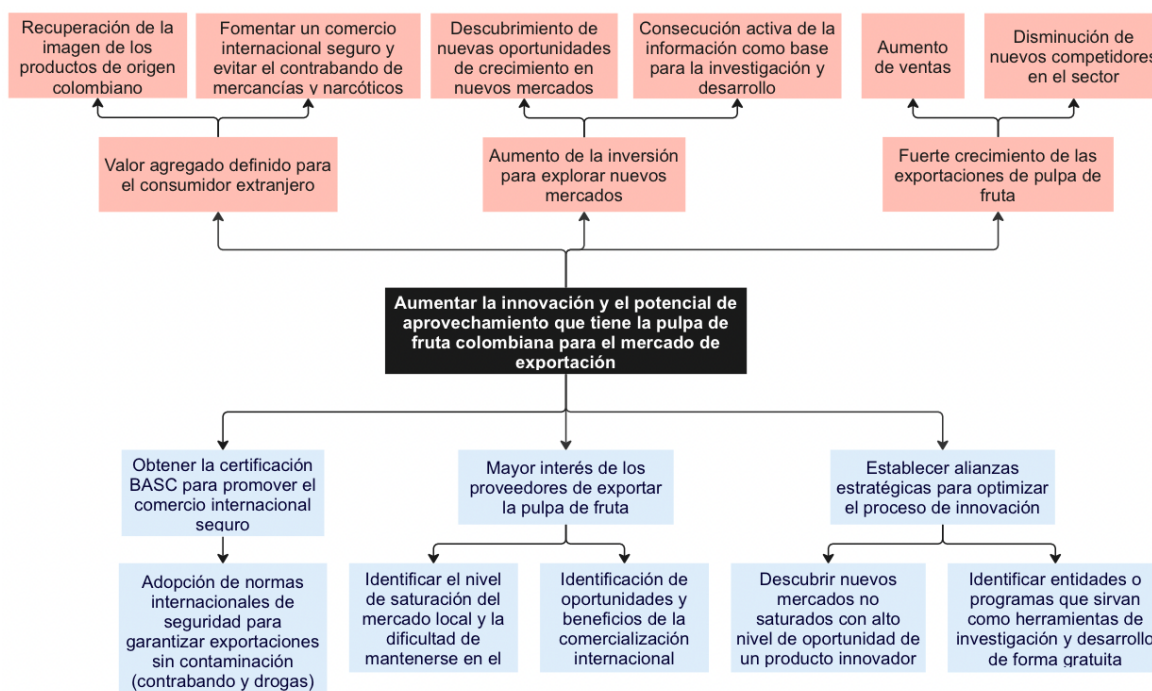 Recuperación de la
imagen de los
productos de origen
colombiano
Fomentar un comercio
internacional seguro y
evitar el contrabando de
mercancías y narcóticos
Descubrimiento de
nuevas oportunidades
de crecimiento en
nuevos mercados
Consecución activa de la
información como base
para la investigación y
desarrollo
Aumento
de ventas
Disminución de
nuevos competidores
en el sector
Valor agregado definido para
el consumidor extranjero
Aumento de la inversión
para explorar nuevos
mercados
Fuerte crecimiento de las
exportaciones de pulpa de
fruta
Aumentar la innovación y el potencial de
aprovechamiento que tiene la pulpa de
fruta colombiana para el mercado de
exportación
Obtener la certificación
BASC para promover el
comercio internacional
seguro
Mayor interés de los
proveedores de exportar
la pulpa de fruta
Establecer alianzas
estratégicas para optimizar
el proceso de innovación
Adopción de normas
internacionales de
seguridad para
garantizar exportaciones
sin contaminación
(contrabando y drogas)
Identificar el nivel
de saturación del
mercado local y la
dificultad de
mantenerse en el
Identificación de
oportunidades y
beneficios de la
comercialización
internacional
Descubrir nuevos
mercados no
saturados con alto
nivel de oportunidad de
un producto innovador
Identificar entidades o
programas que sirvan
como herramientas de
investigación y desarrollo
de forma gratuita